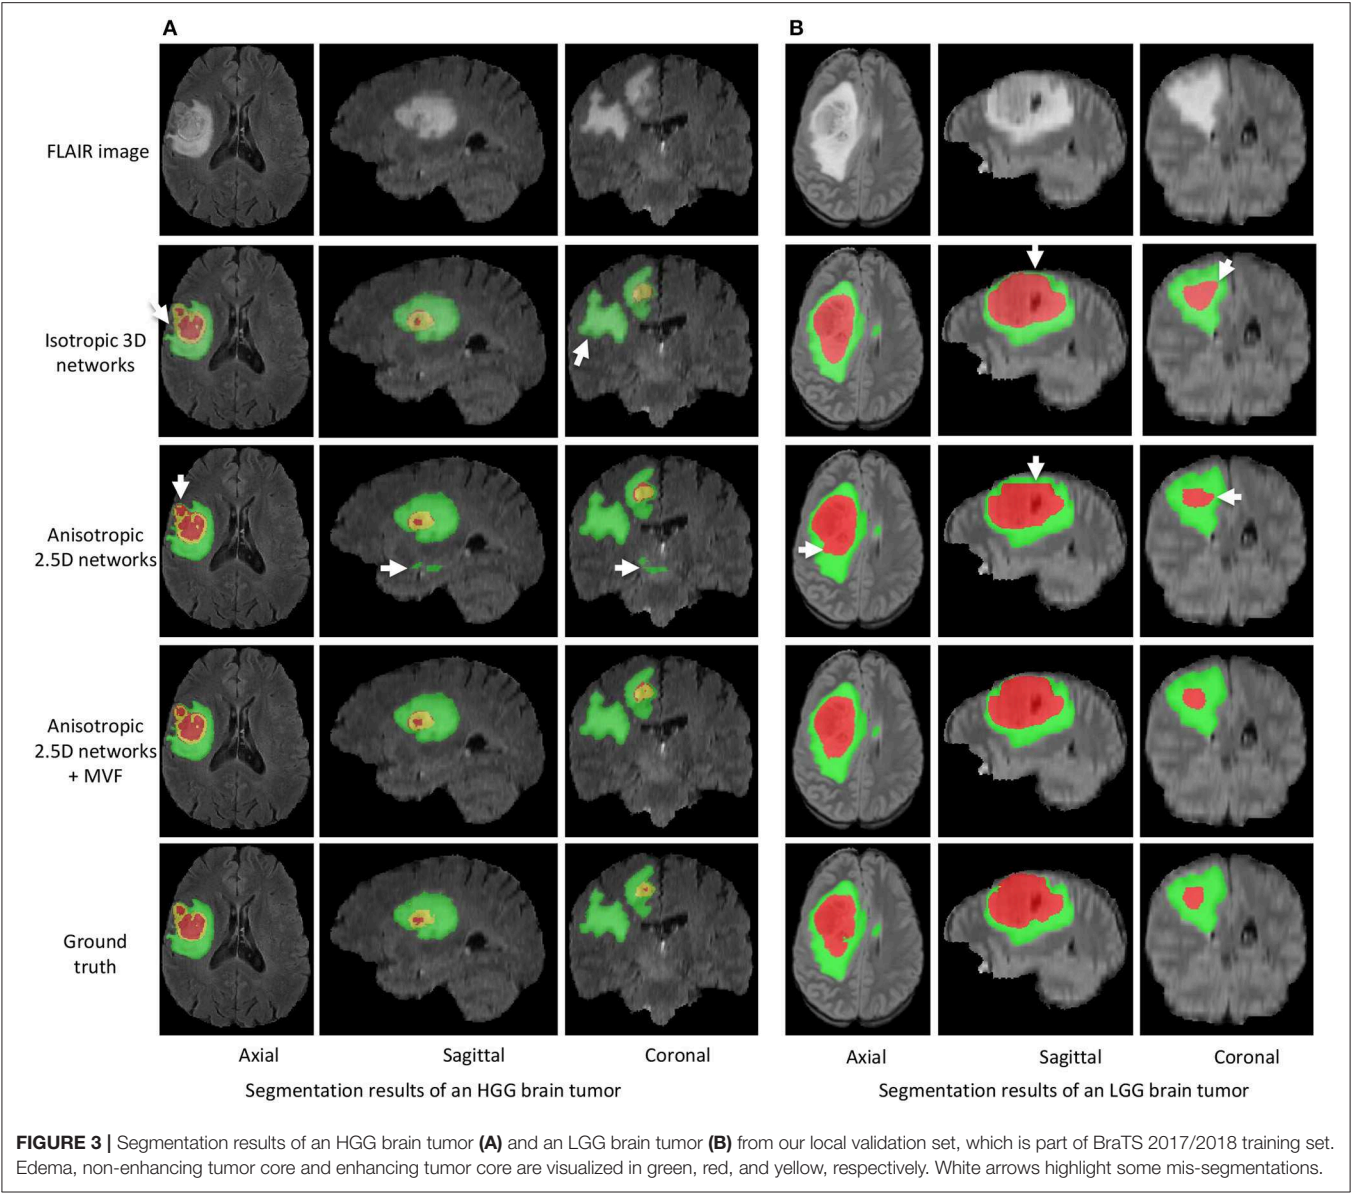 A
B
FLAIR image
Isotropic 3D
networks
Anisotropic
2.5D networks
Anisotropic
2.5D networks
+ MVF
Ground
truth
Axial
Sagittal
Coronal
Axial
Sagittal
Coronal
Segmentation results of an HGG brain tumor
Segmentation results of an LGG brain tumor
FIGURE 3 | Segmentation results of an HGG brain tumor (A) and an LGG brain tumor (B) from our local validation set, which is part of BraTS 2017/2018 training set.
Edema, non-enhancing tumor core and enhancing tumor core are visualized in green, red, and yellow, respectively. White arrows highlight some mis-segmentations.